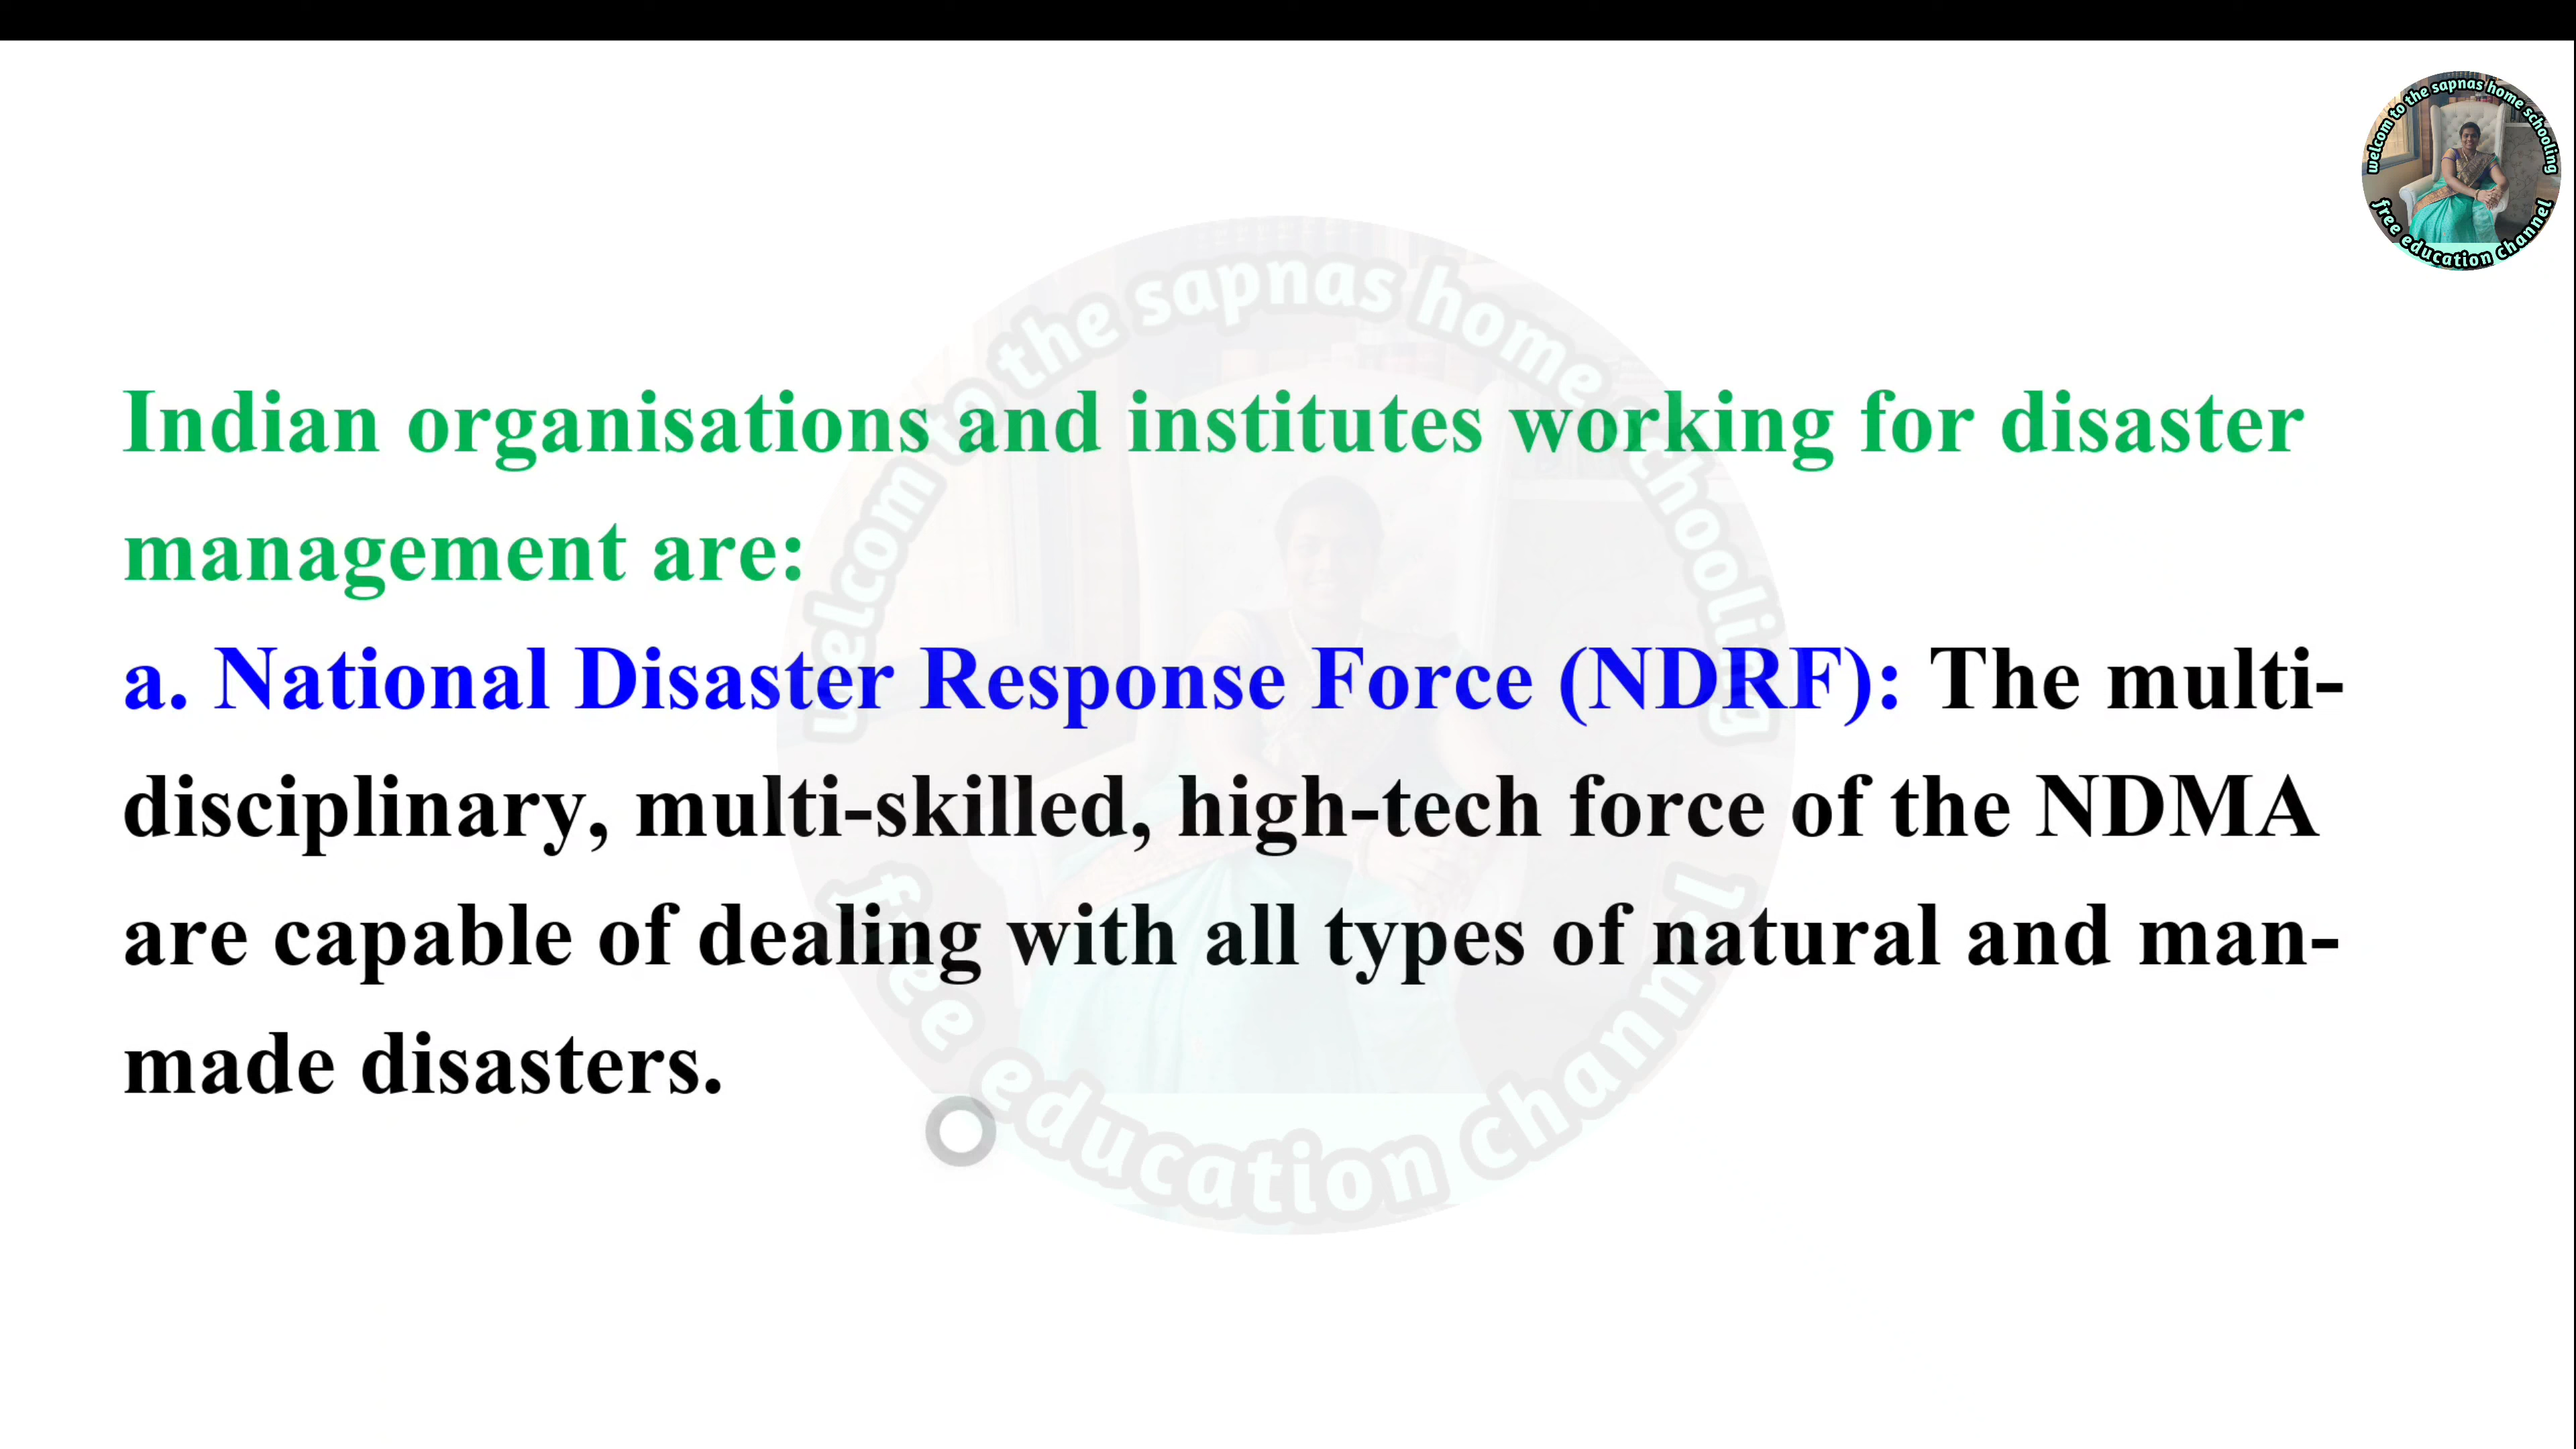 welcom to the sapnas home schooling
free education channel
Indian organisations and institutes working for disaster
management are:
a. National Disaster Response Force (NDRF): The multi-
disciplinary, multi-skilled, high-tech force of the NDMA
are capable of dealing with all types of natural and man-
made disasters.
welcom to the sapnas home schooling
free education channel